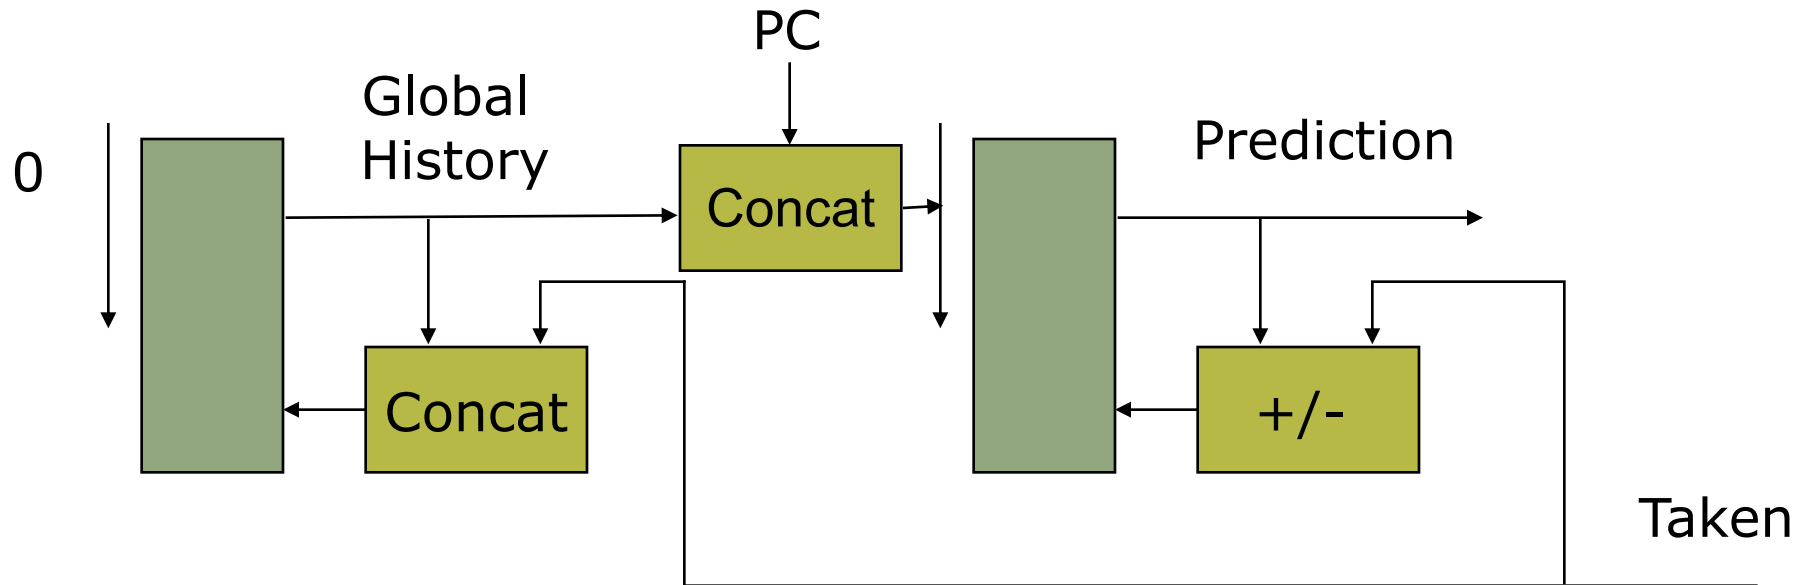 PC
Global
History
0
Concat
Prediction
Concat
+/-
Taken